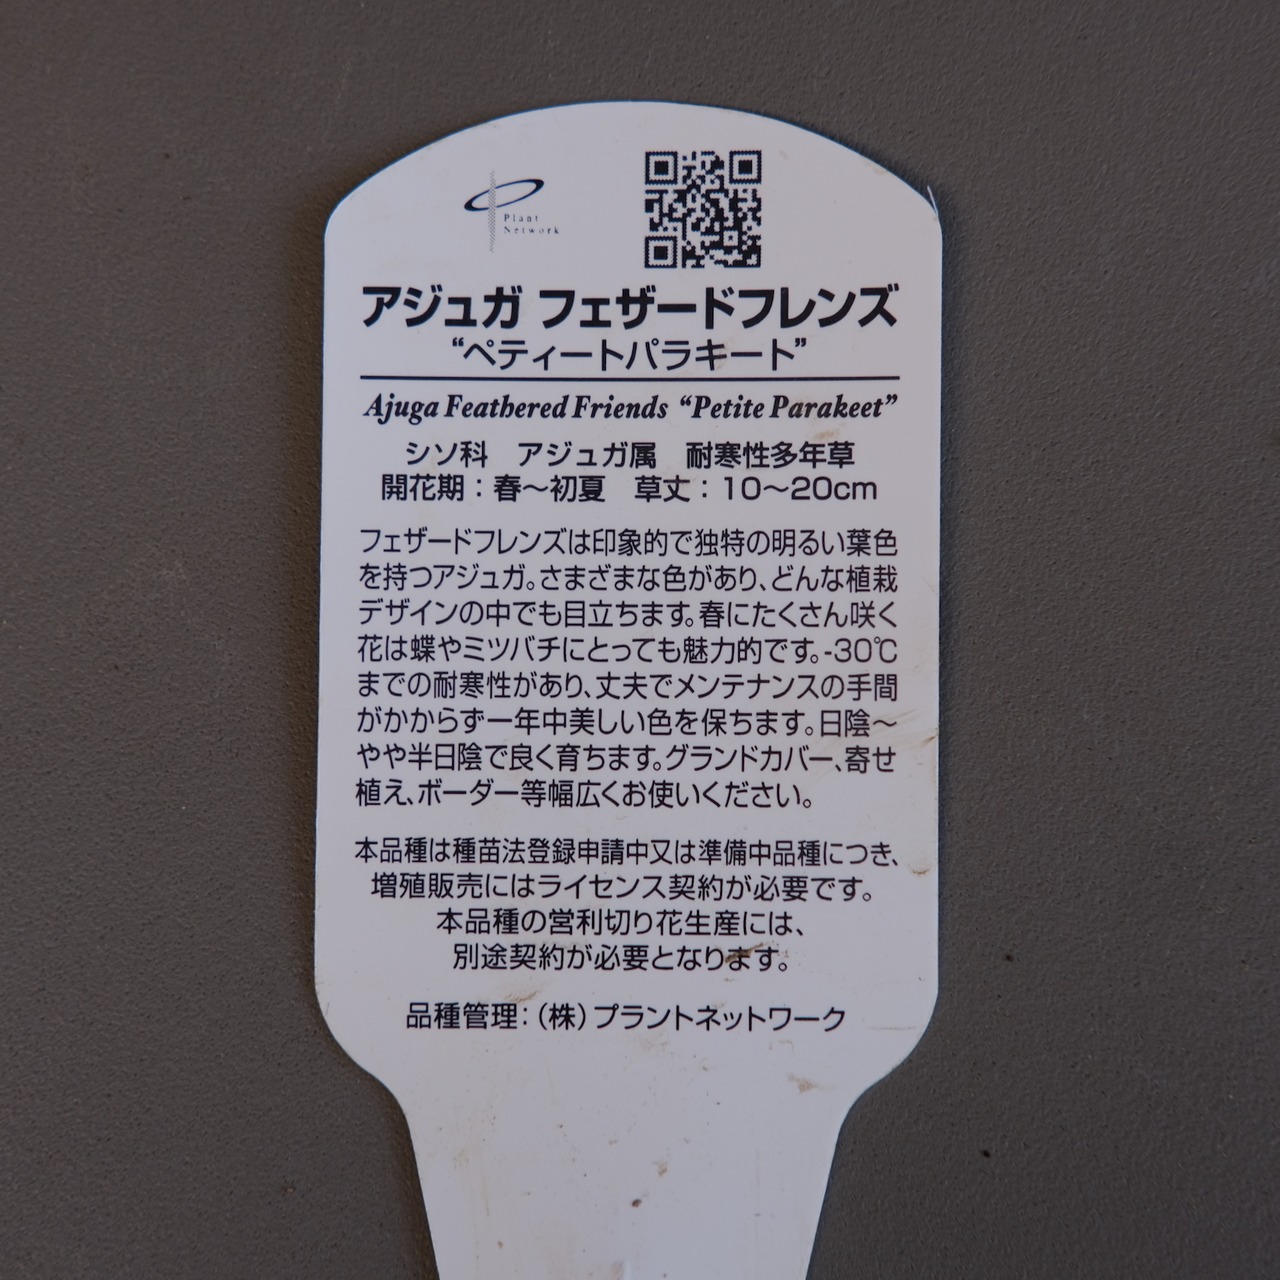 Plant
Network
アジュガ フェザードフレンズ
“ペティートパラキート”
Ajuga Feathered Friends “Petite Parakeet”
シソ科　アジュガ属　耐寒性多年草
開花期：春〜初夏　草丈：10〜20cm
フェザードフレンズは印象的で独特の明るい葉色
を持つアジュガ。さまざまな色があり、どんな植栽
デザインの中でも目立ちます。春にたくさん咲く
花は蝶やミツバチにとっても魅力的です。-30℃
までの耐寒性があり、丈夫でメンテナンスの手間
がかからず一年中美しい色を保ちます。日陰〜
やや半日陰で良く育ちます。グランドカバー、寄せ
植え、ボーダー等幅広くお使いください。
本品種は種苗法登録申請中又は準備中品種につき、
増殖販売にはライセンス契約が必要です。
本品種の営利切り花生産には、
別途契約が必要となります。
品種管理：（株）プラントネットワーク